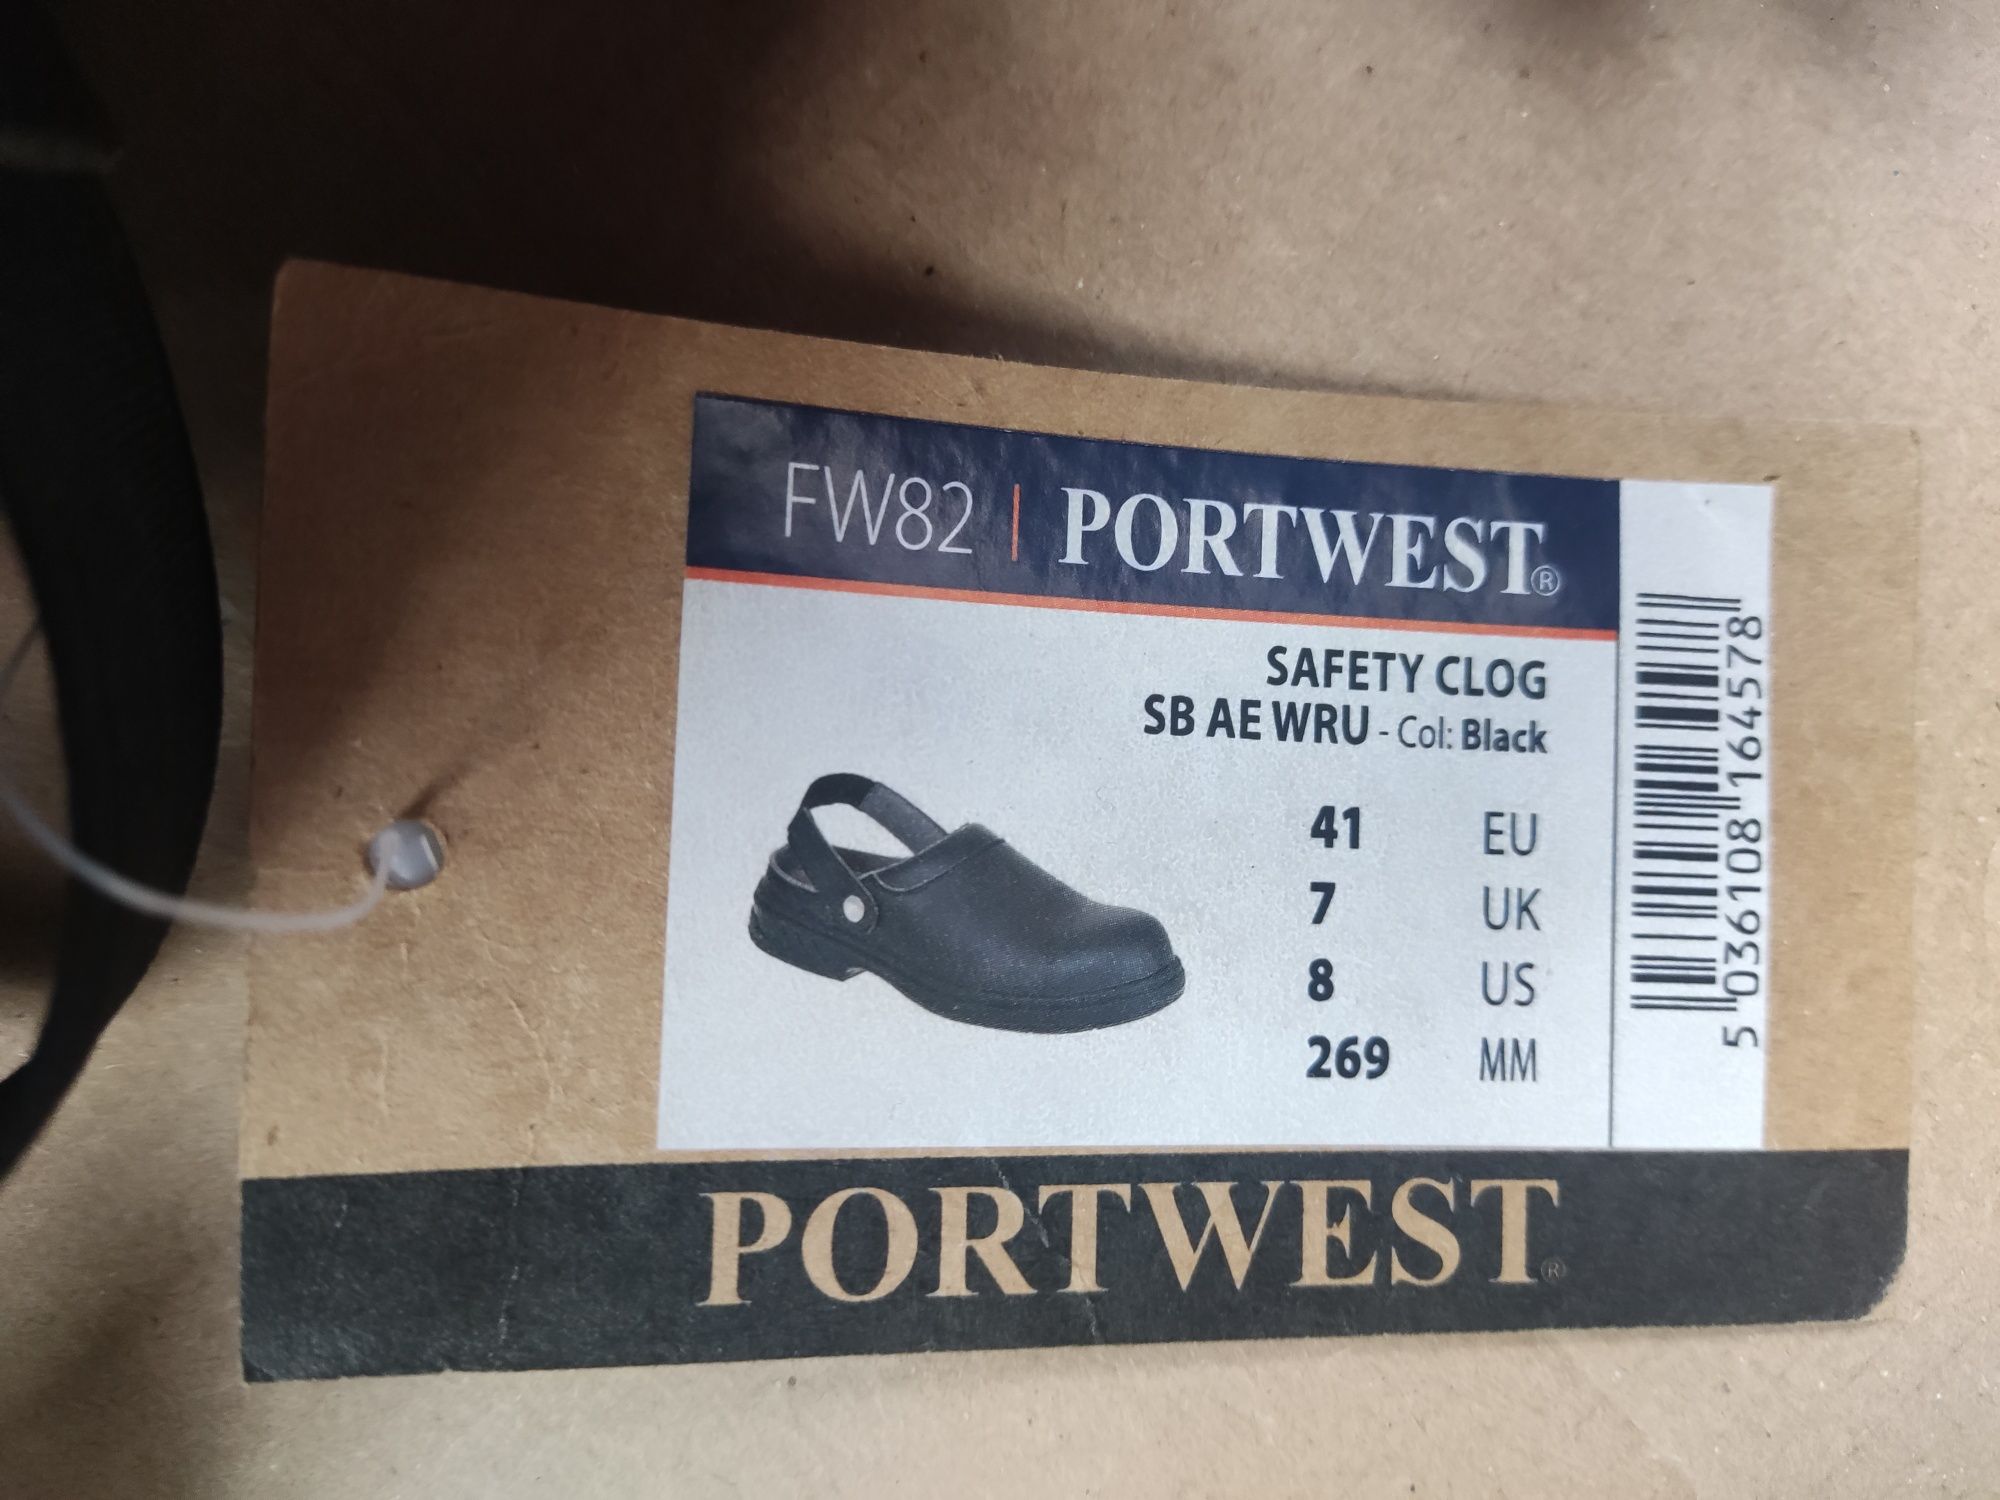 FW82 | PORTWEST®
SAFETY CLOG
SB AE WRU - Col: Black
41 EU
7 UK
8 US
269 MM
5 036108 164578
PORTWEST®